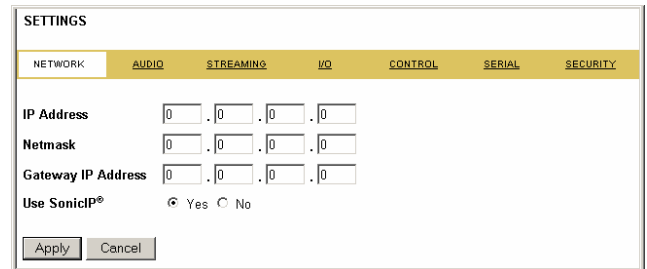 SETTINGS
NETWORK AUDIO STREAMING I/O CONTROL SERIAL SECURITY
IP Address 0 . 0 . 0 . 0
Netmask 0 . 0 . 0 . 0
Gateway IP Address 0 . 0 . 0 . 0
Use SonicIP® Yes No
Apply Cancel